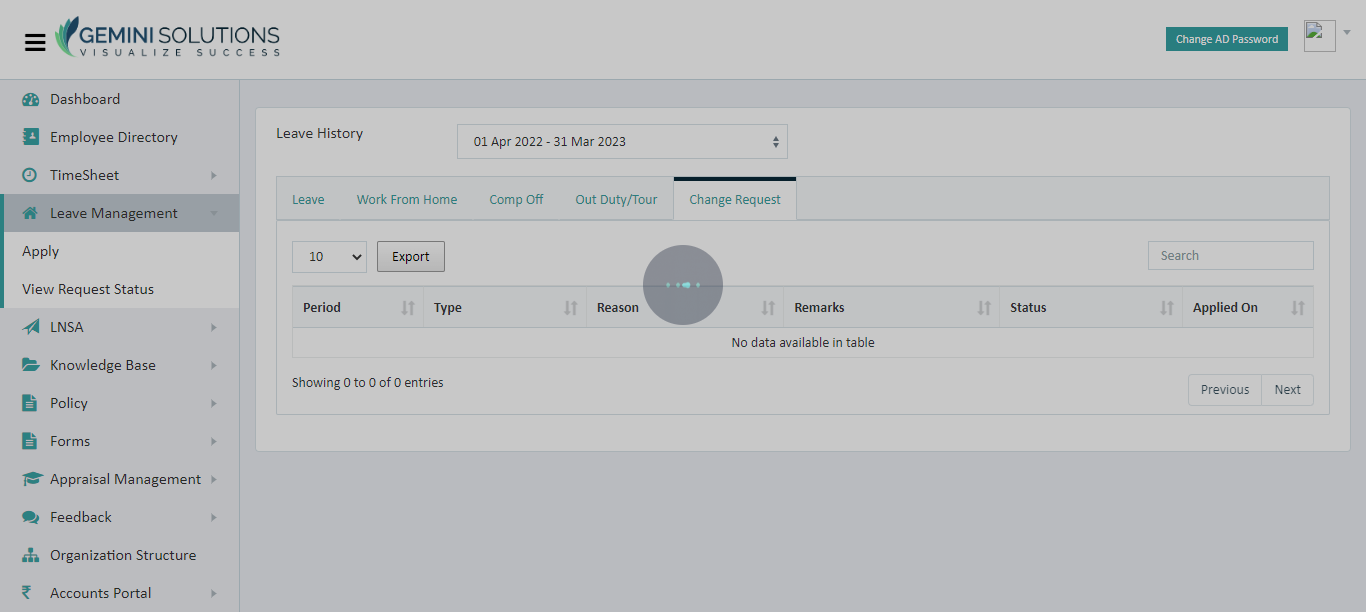 GEMINI SOLUTIONS
VISUALIZE SUCCESS
Change AD Password
Dashboard
Employee Directory
TimeSheet
Leave Management
Apply
View Request Status
LNSA
Knowledge Base
Policy
Forms
Appraisal Management
Feedback
Organization Structure
Accounts Portal
Leave History
01 Apr 2022 - 31 Mar 2023
Leave Work From Home Comp Off Out Duty/Tour Change Request
10 Export Search
Period Type Reason Remarks Status Applied On
No data available in table
Showing 0 to 0 of 0 entries
Previous Next